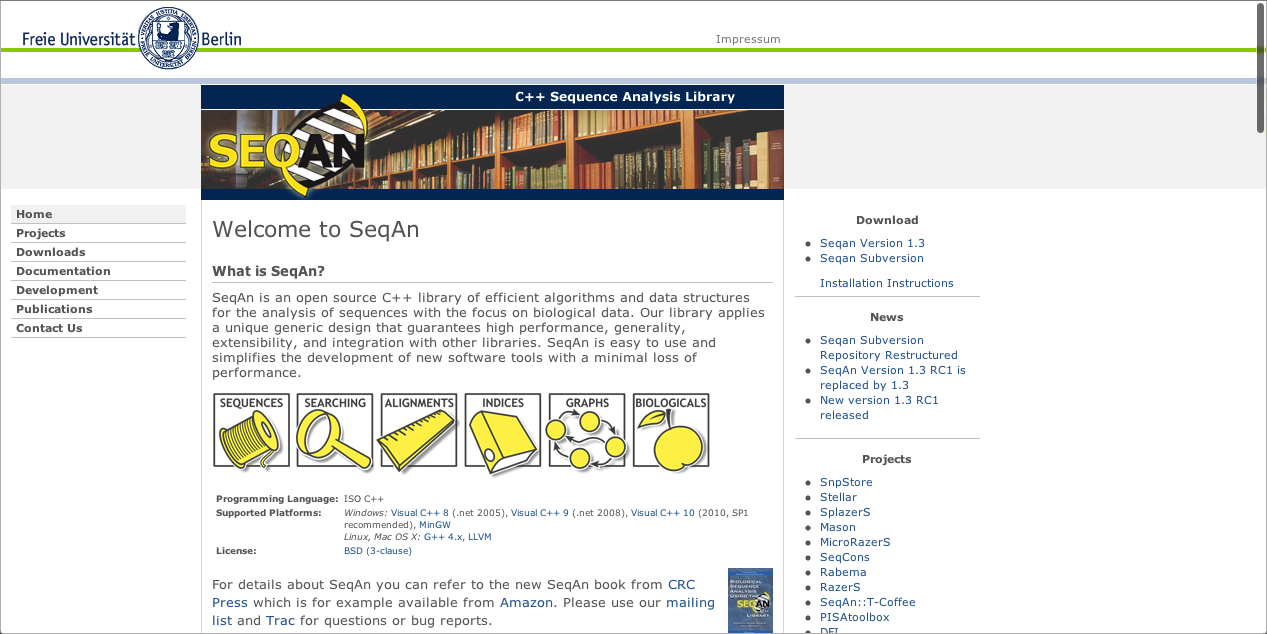 Freie Universität Berlin
Impressum
C++ Sequence Analysis Library
SEQAN
Home
Projects
Downloads
Documentation
Development
Publications
Contact Us
Welcome to SeqAn
What is SeqAn?
SeqAn is an open source C++ library of efficient algorithms and data structures
for the analysis of sequences with the focus on biological data. Our library applies
a unique generic design that guarantees high performance, generality,
extensibility, and integration with other libraries. SeqAn is easy to use and
simplifies the development of new software tools with a minimal loss of
performance.
SEQUENCES SEARCHING ALIGNMENTS INDICES GRAPHS BIOLOGICALS
Programming Language: ISO C++
Supported Platforms: Windows: Visual C++ 8 (.net 2005), Visual C++ 9 (.net 2008), Visual C++ 10 (2010, SP1
recommended), MinGW
Linux, Mac OS X: G++ 4.x, LLVM
License: BSD (3-clause)
For details about SeqAn you can refer to the new SeqAn book from CRC
Press which is for example available from Amazon. Please use our mailing
list and Trac for questions or bug reports.
BIOLOGICAL
SEQUENCE
ANALYSIS
SEQAN
LIBRARY
Download
Seqan Version 1.3
Seqan Subversion
Installation Instructions
News
Seqan Subversion
Repository Restructured
SeqAn Version 1.3 RC1 is
replaced by 1.3
New version 1.3 RC1
released
Projects
SnpStore
Stellar
SplazerS
Mason
MicroRazerS
SeqCons
Rabema
RazerS
SeqAn::T-Coffee
PISAtoolbox